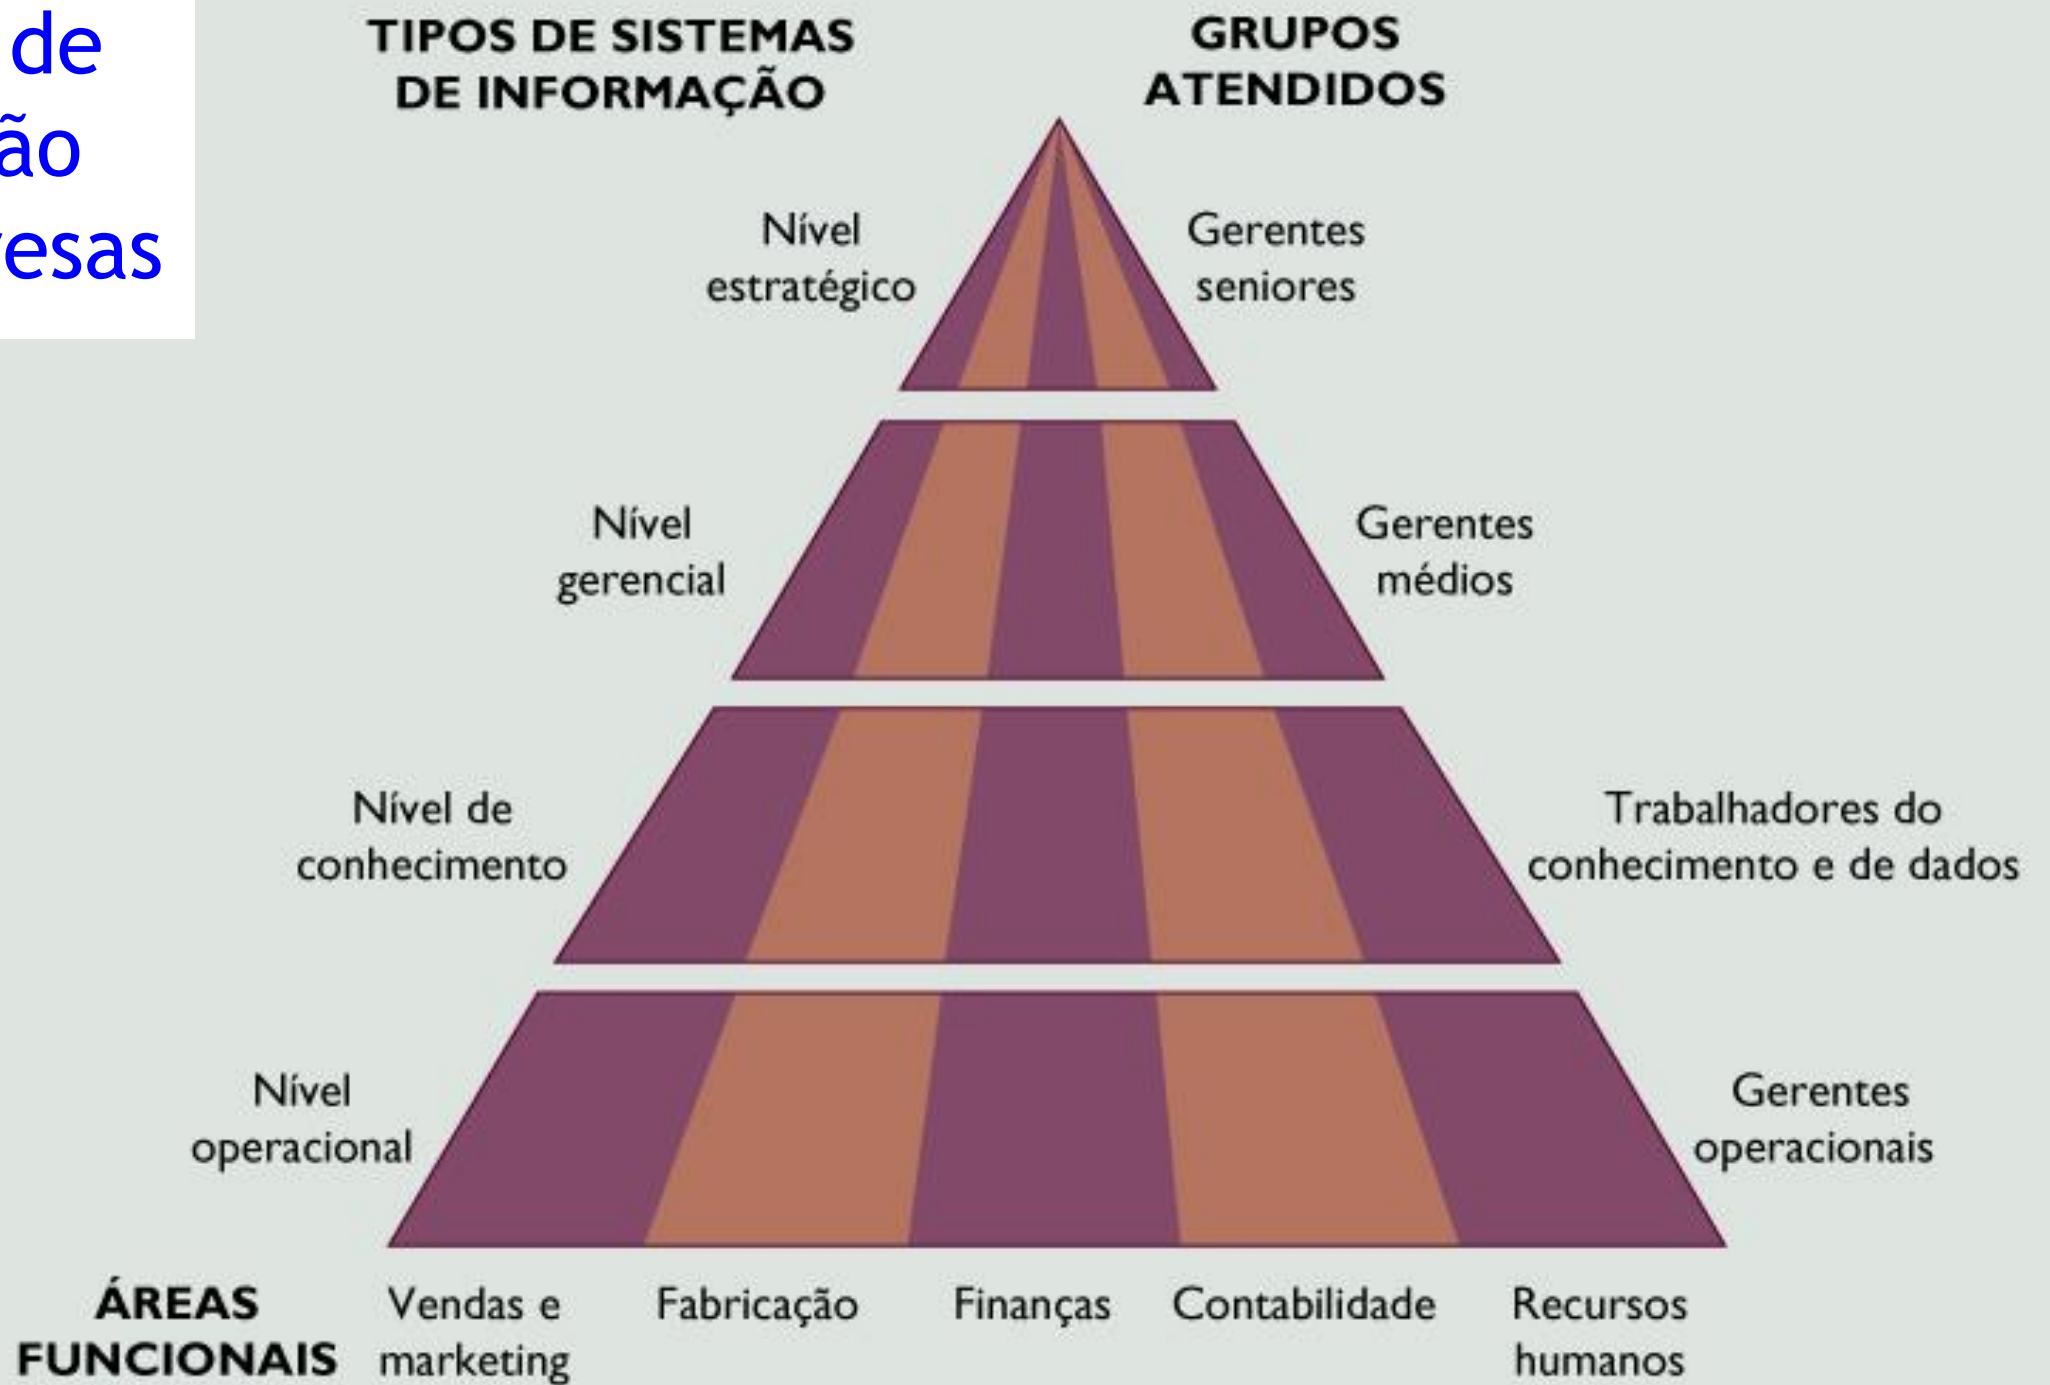 de
ão
resas
TIPOS DE SISTEMAS
DE INFORMAÇÃO
GRUPOS
ATENDIDOS
Nível
estratégico
Gerentes
seniores
Nível
gerencial
Gerentes
médios
Nível de
conhecimento
Trabalhadores do
conhecimento e de dados
Nível
operacional
Gerentes
operacionais
ÁREAS
FUNCIONAIS
Vendas e
marketing
Fabricação
Finanças
Contabilidade
Recursos
humanos